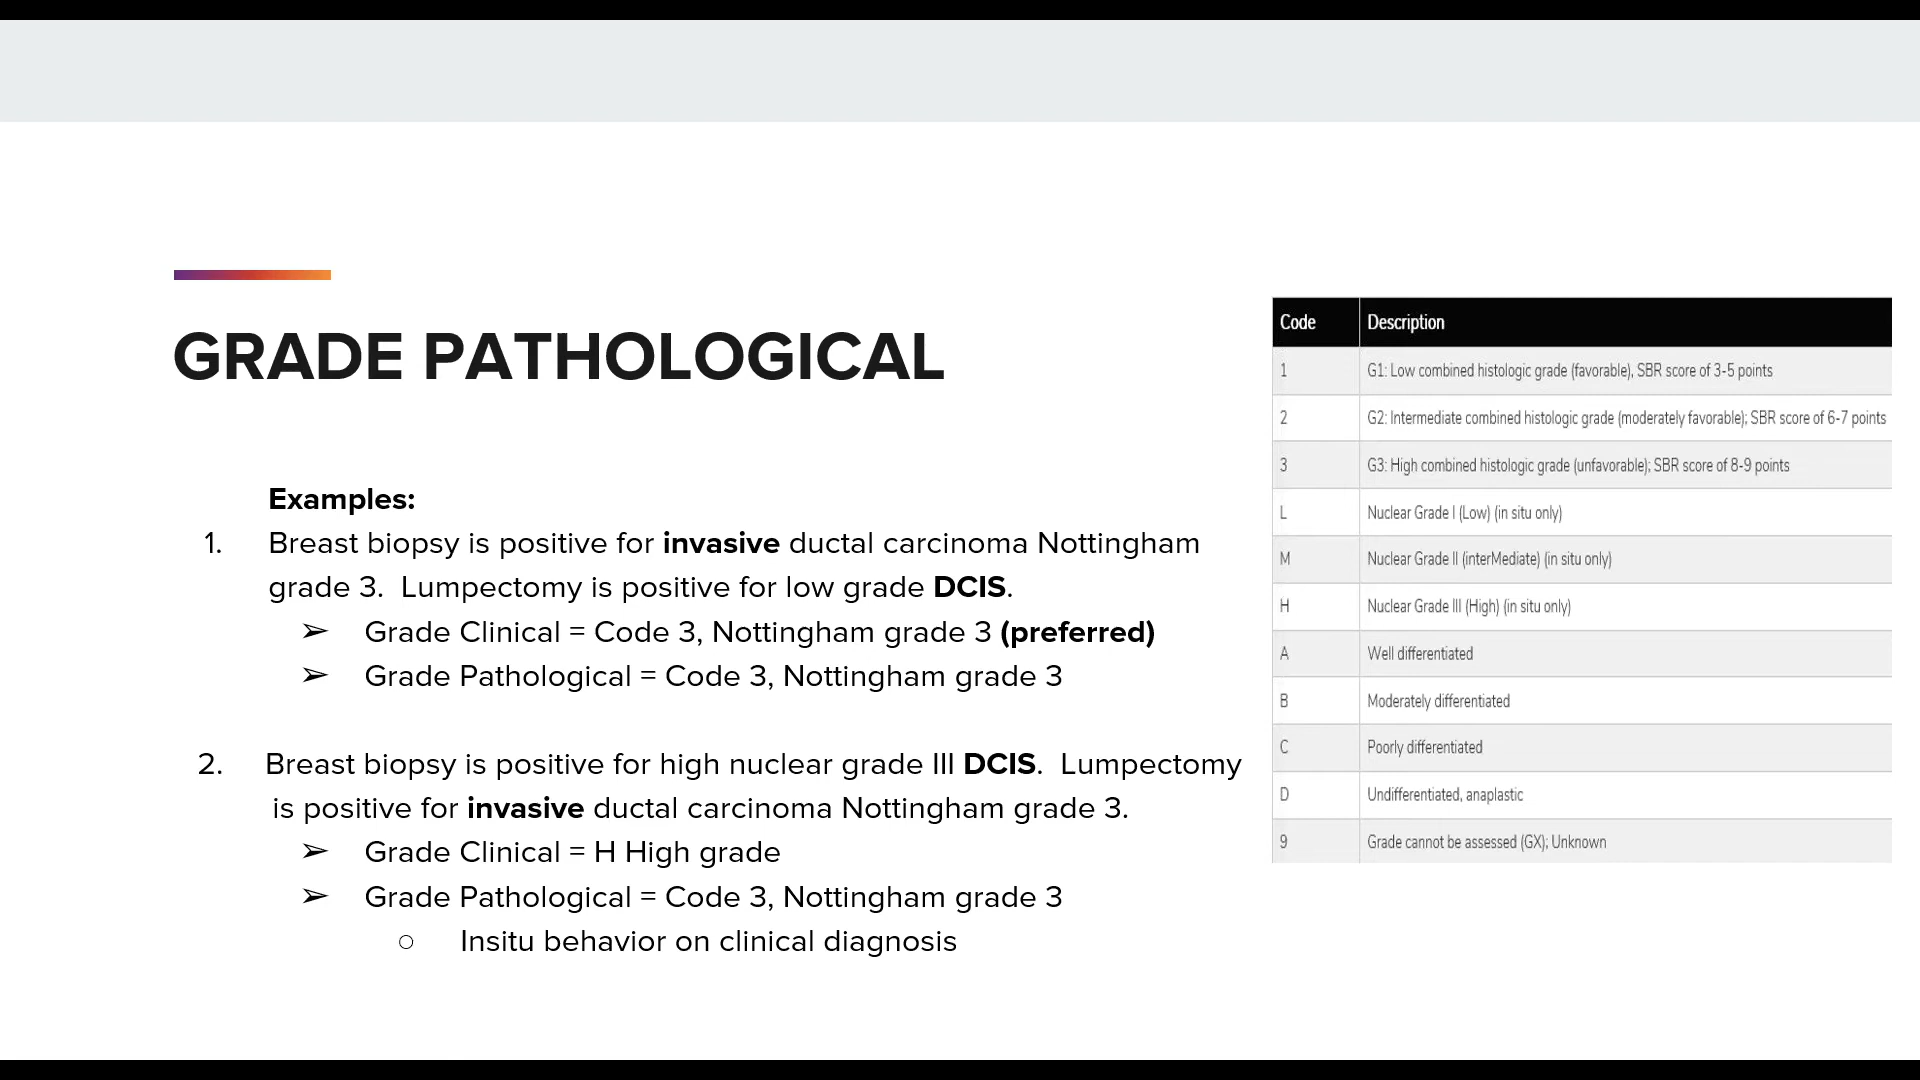 GRADE PATHOLOGICAL
Examples:
1. Breast biopsy is positive for invasive ductal carcinoma Nottingham
grade 3. Lumpectomy is positive for low grade DCIS.
➢ Grade Clinical = Code 3, Nottingham grade 3 (preferred)
➢ Grade Pathological = Code 3, Nottingham grade 3
2. Breast biopsy is positive for high nuclear grade III DCIS. Lumpectomy
is positive for invasive ductal carcinoma Nottingham grade 3.
➢ Grade Clinical = H High grade
➢ Grade Pathological = Code 3, Nottingham grade 3
○ Insitu behavior on clinical diagnosis
Code Description
1 G1: Low combined histologic grade (favorable), SBR score of 3-5 points
2 G2: Intermediate combined histologic grade (moderately favorable); SBR score of 6-7 points
3 G3: High combined histologic grade (unfavorable); SBR score of 8-9 points
L Nuclear Grade I (Low) (in situ only)
M Nuclear Grade II (interMediate) (in situ only)
H Nuclear Grade III (High) (in situ only)
A Well differentiated
B Moderately differentiated
C Poorly differentiated
D Undifferentiated, anaplastic
9 Grade cannot be assessed (GX); Unknown